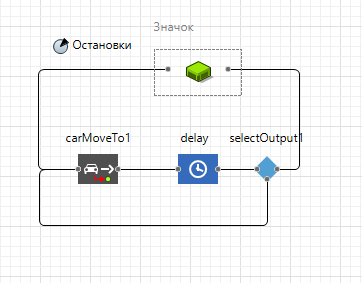 Значок
Остановки
carMoveTo1
delay
selectOutput1